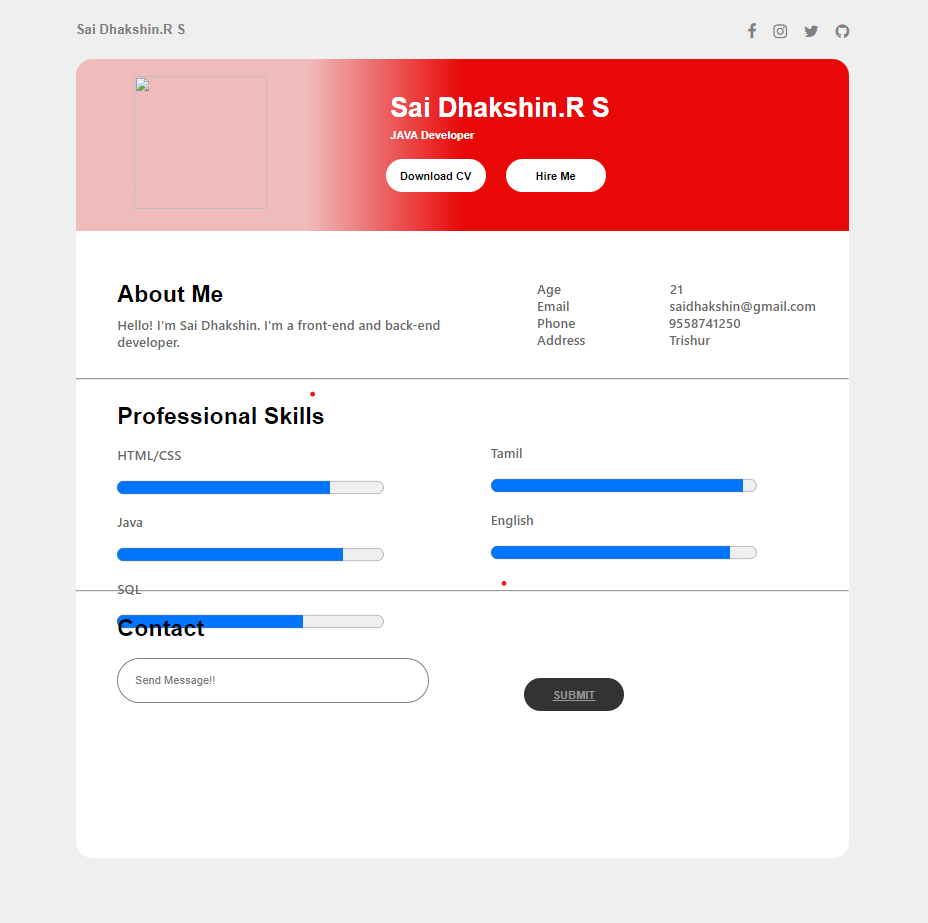 Sai Dhakshin.R S
Sai Dhakshin.R S
JAVA Developer
Download CV
Hire Me
About Me
Hello! I'm Sai Dhakshin. I'm a front-end and back-end
developer.
Age 21
Email saidhakshin@gmail.com
Phone 9558741250
Address Trishur
Professional Skills
HTML/CSS
Tamil
Java
English
SQL
Contact
Send Message!!
SUBMIT